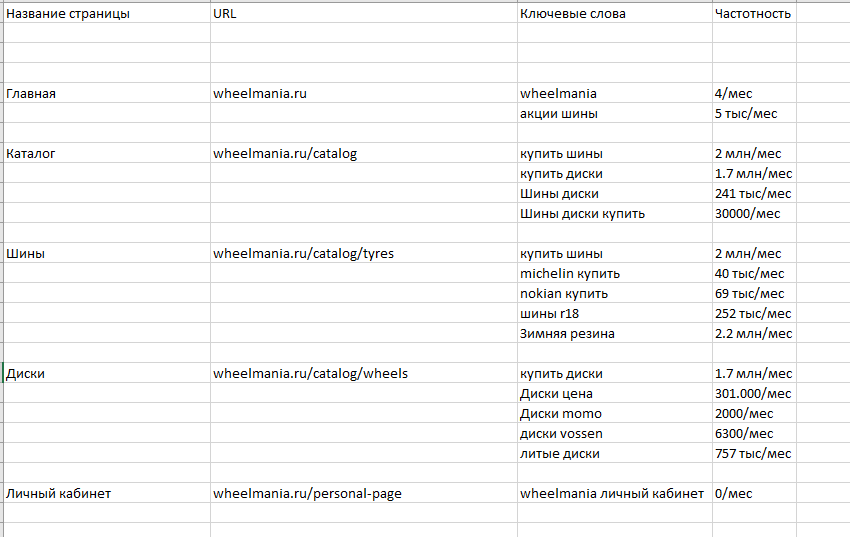 Название страницы URL Ключевые слова Частотность
Главная wheelmania.ru wheelmania 4/мес
акции шины 5 тыс/мес
Каталог wheelmania.ru/catalog купить шины 2 млн/мес
купить диски 1.7 млн/мес
Шины диски 241 тыс/мес
Шины диски купить 30000/мес
Шины wheelmania.ru/catalog/tyres купить шины 2 млн/мес
michelin купить 40 тыс/мес
nokian купить 69 тыс/мес
шины r18 252 тыс/мес
Зимняя резина 2.2 млн/мес
Диски wheelmania.ru/catalog/wheels купить диски 1.7 млн/мес
Диски цена 301.000/мес
Диски momo 2000/мес
диски vossen 6300/мес
литые диски 757 тыс/мес
Личный кабинет wheelmania.ru/personal-page wheelmania личный кабинет 0/мес